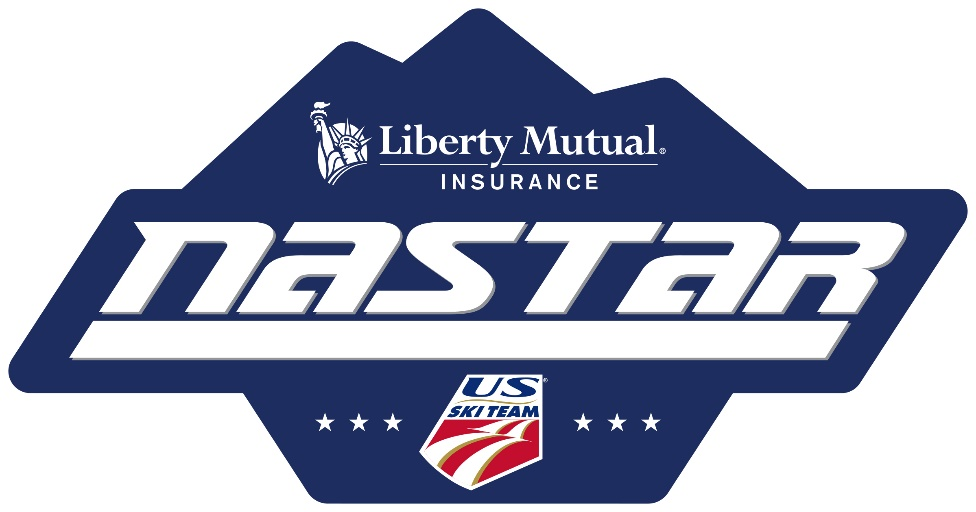 Liberty Mutual®
INSURANCE
NASTAR
US®
SKI TEAM